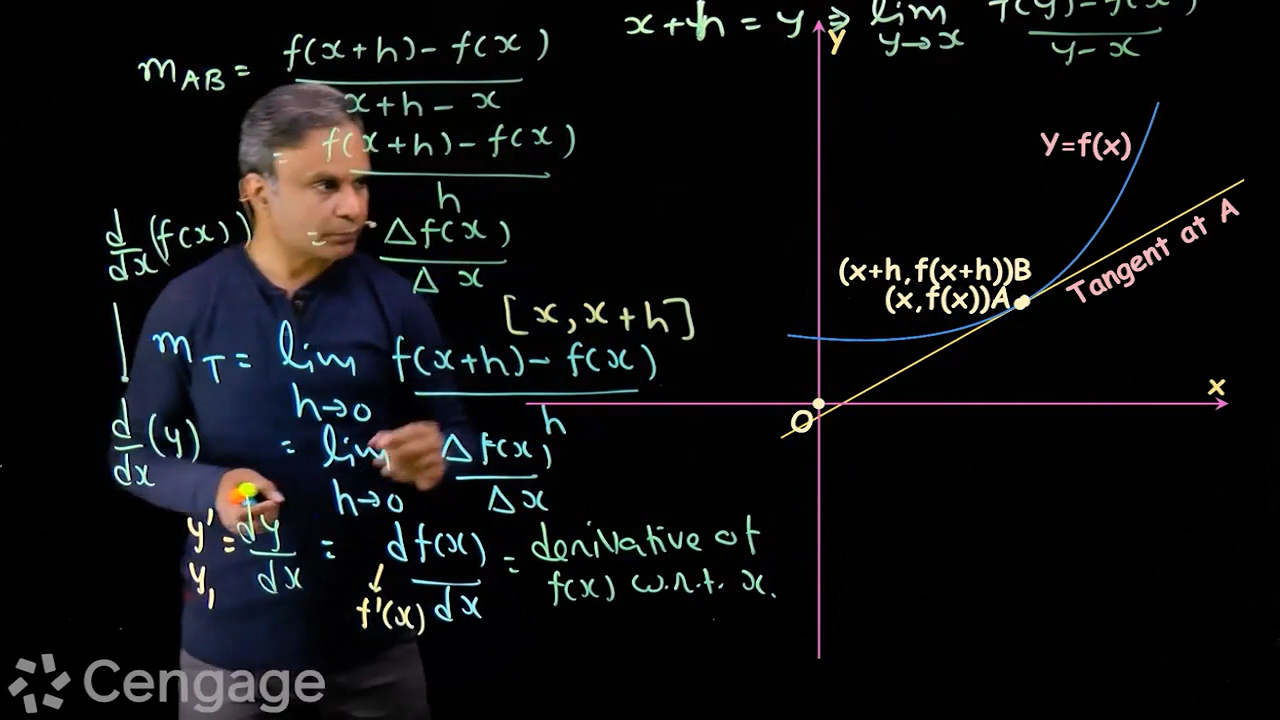 m_AB = f(x+h) - f(x)
x+h - x
= f(x+h) - f(x)
h
d/dx (f(x)) = Δf(x)
Δ x
[x, x+h]
m_T = lim f(x+h) - f(x)
h→0 h
d/dx (y) = lim Δf(x)
h→0 Δx
y' = dy/dx = df(x)/dx = derivative of
y₁ f'(x) f(x) w.r.t. x.
x+h = y ⇒ lim f(y) - f(x)
y→x y - x
y
Y=f(x)
Tangent at A
(x+h,f(x+h))B
(x,f(x))A
x
O
Cengage